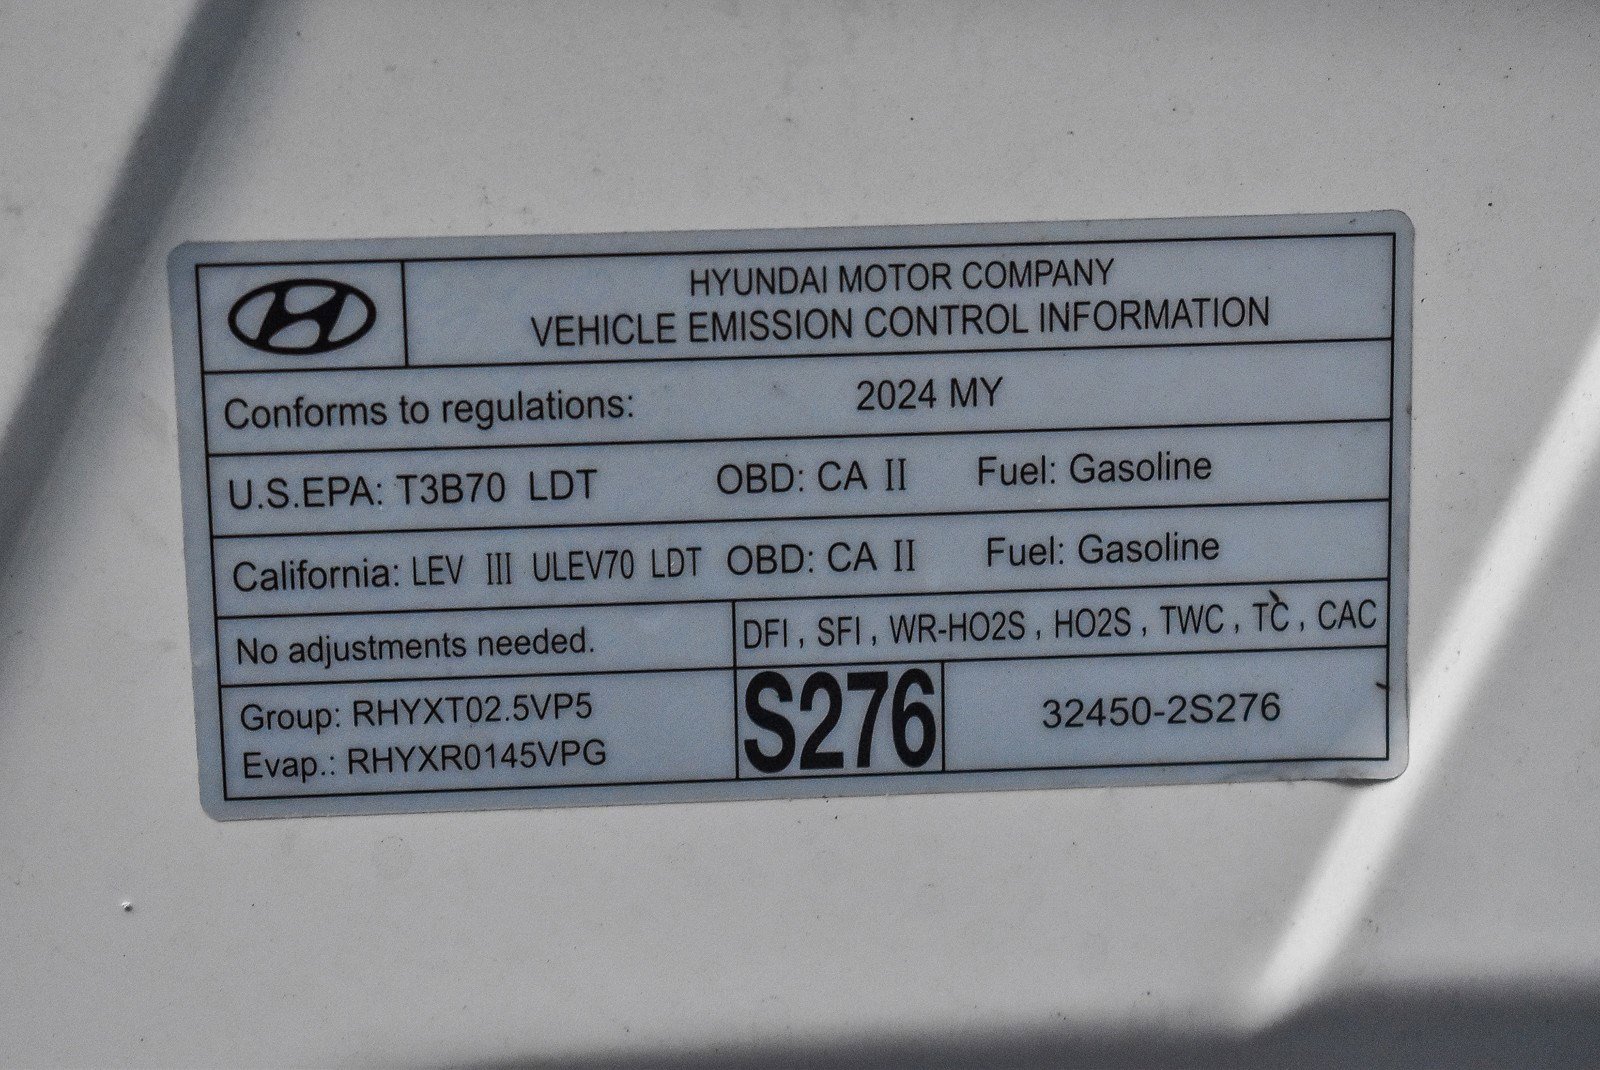 HYUNDAI MOTOR COMPANY
VEHICLE EMISSION CONTROL INFORMATION
Conforms to regulations: 2024 MY
U.S.EPA: T3B70 LDT OBD: CA II Fuel: Gasoline
California: LEV III ULEV70 LDT OBD: CA II Fuel: Gasoline
No adjustments needed. DFI , SFI , WR-HO2S , HO2S , TWC , TC , CAC
Group: RHYXT02.5VP5
Evap.: RHYXR0145VPG
S276
32450-2S276